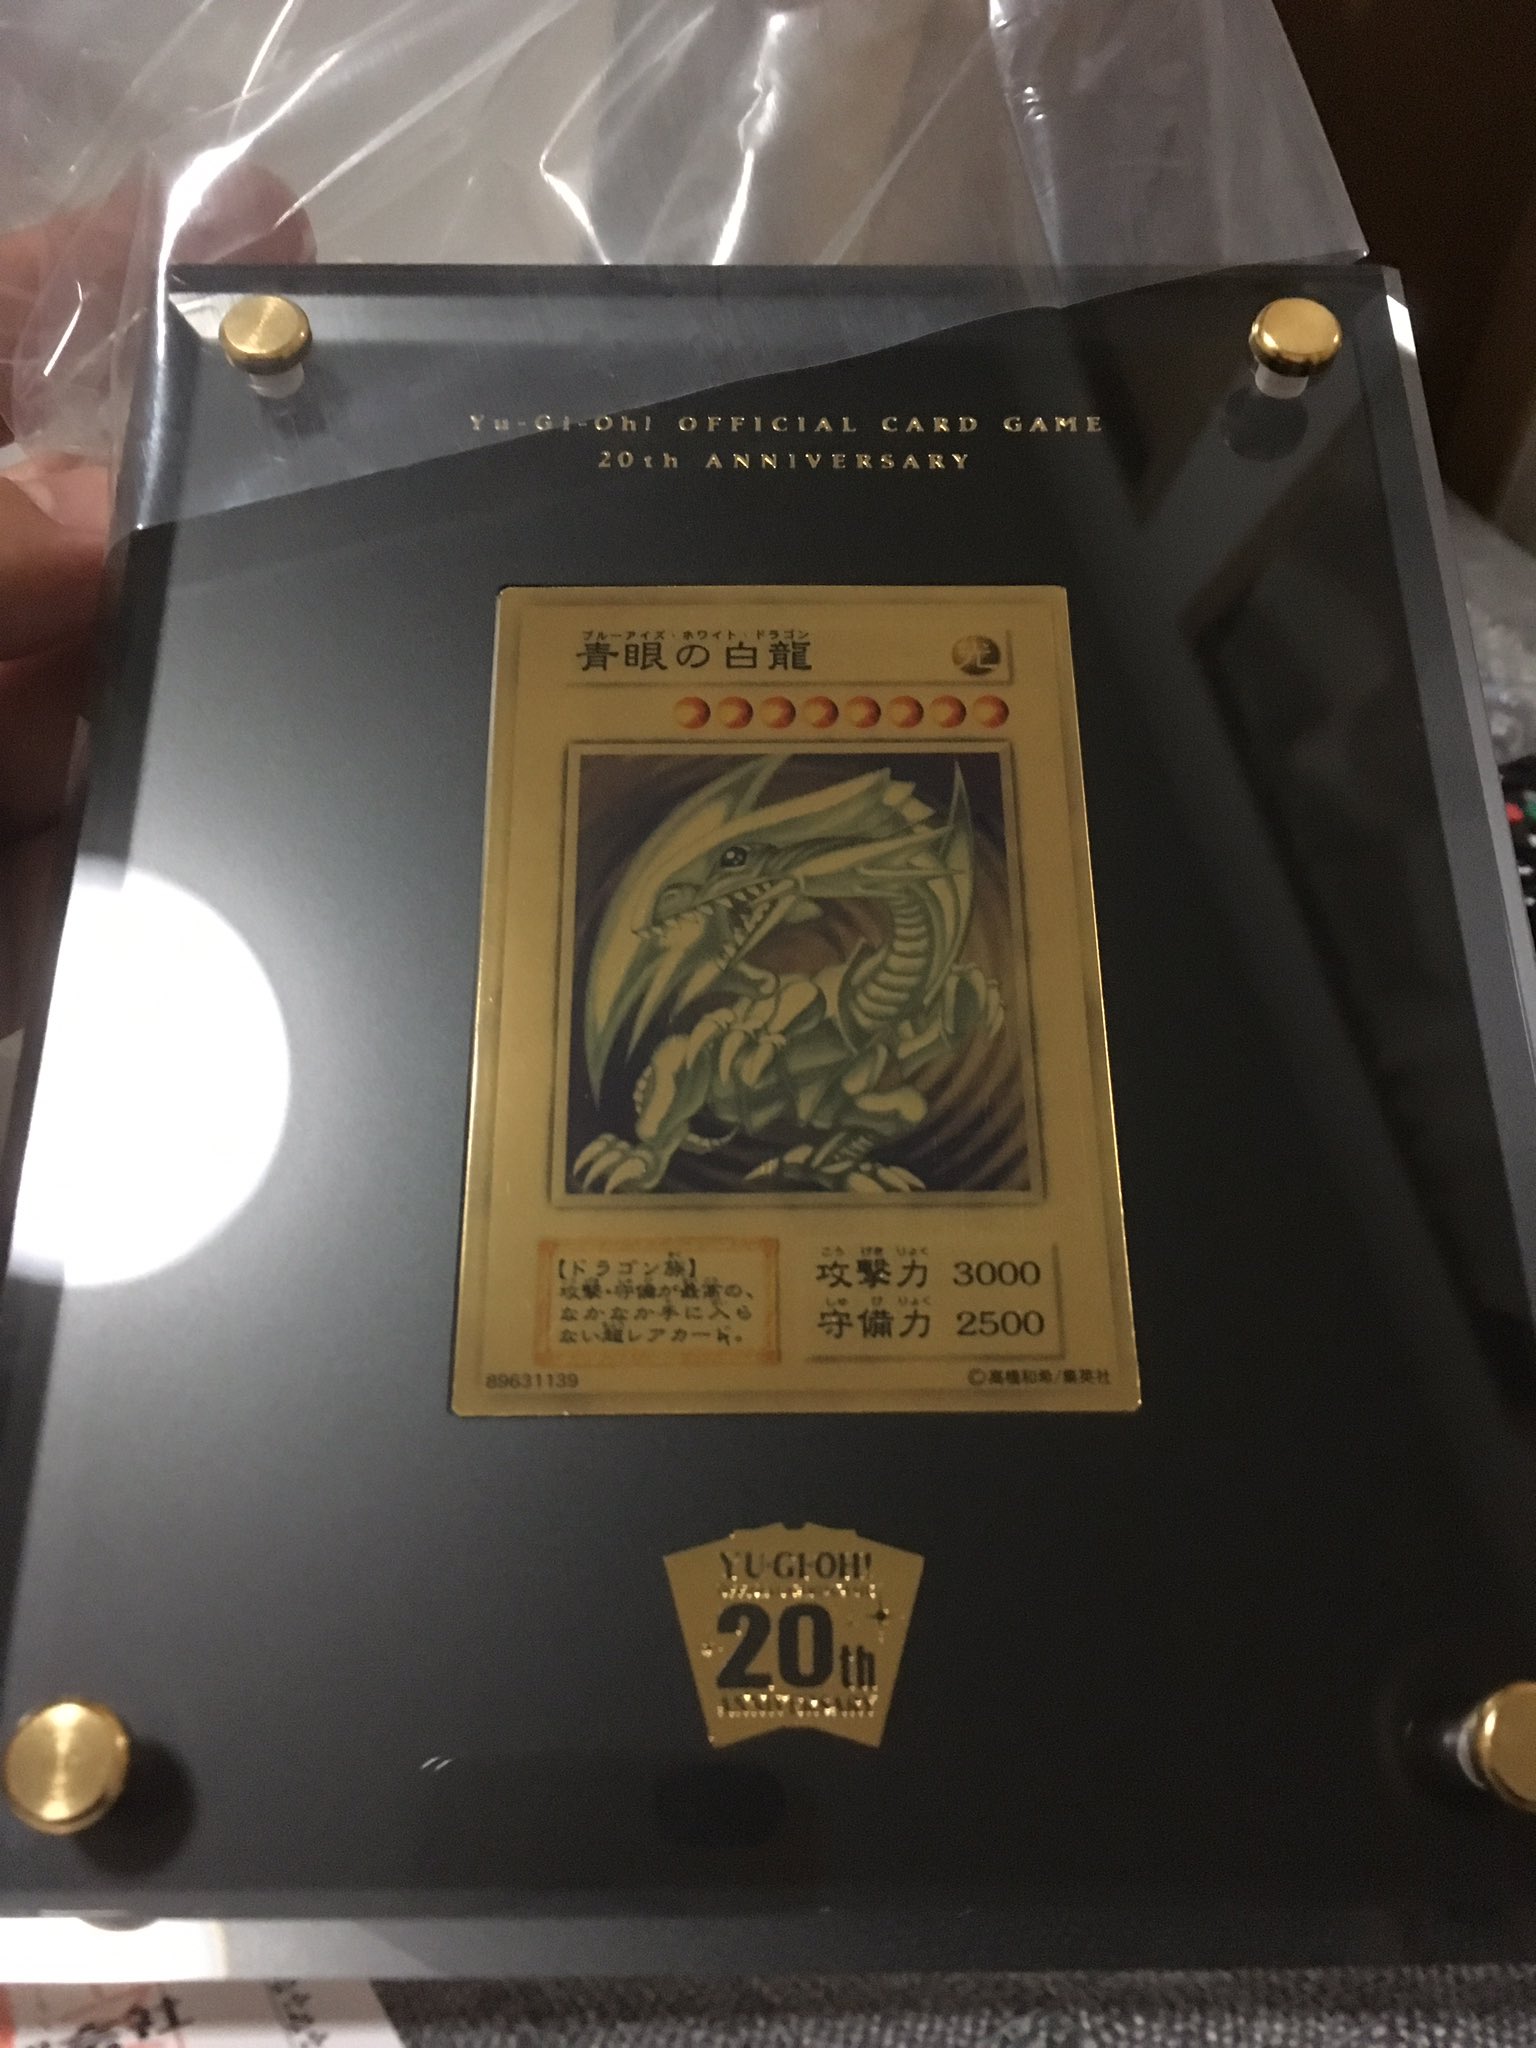 Yu-Gi-Oh! OFFICIAL CARD GAME
20th ANNIVERSARY
ブルーアイズ・ホワイト・ドラゴン
青眼の白龍
光
【ドラゴン族】
攻撃・守備が最高の、
なかなか手に入ら
ない超レアカード。
こう げき りょく
攻撃力 3000
しゅ び りょく
守備力 2500
89631139
©高橋和希/集英社
YU-GI-OH!
20th
ANNIVERSARY